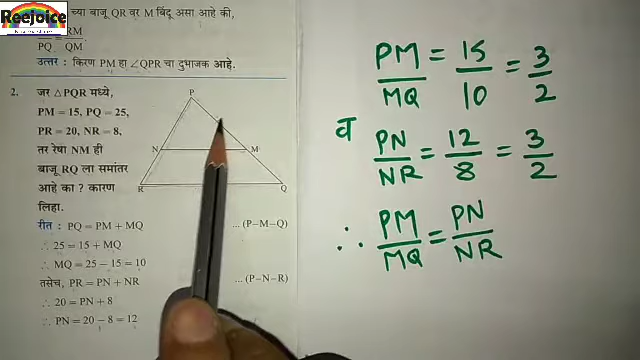 Reejoice
च्या बाजू QR वर M बिंदू असा आहे की,
RM
PQ = QM
उत्तर : किरण PM हा ∠QPR चा दुभाजक आहे.
2. जर △PQR मध्ये,
PM = 15, PQ = 25,
PR = 20, NR = 8,
तर रेषा NM ही
बाजू RQ ला समांतर
आहे का ? कारण
लिहा.
P
N
M
R
Q
रीत : PQ = PM + MQ ... (P–M–Q)
∴ 25 = 15 + MQ
∴ MQ = 25 – 15 = 10
तसेच, PR = PN + NR ... (P–N–R)
∴ 20 = PN + 8
∴ PN = 20 – 8 = 12
PM/MQ = 15/10 = 3/2
व PN/NR = 12/8 = 3/2
∴ PM/MQ = PN/NR